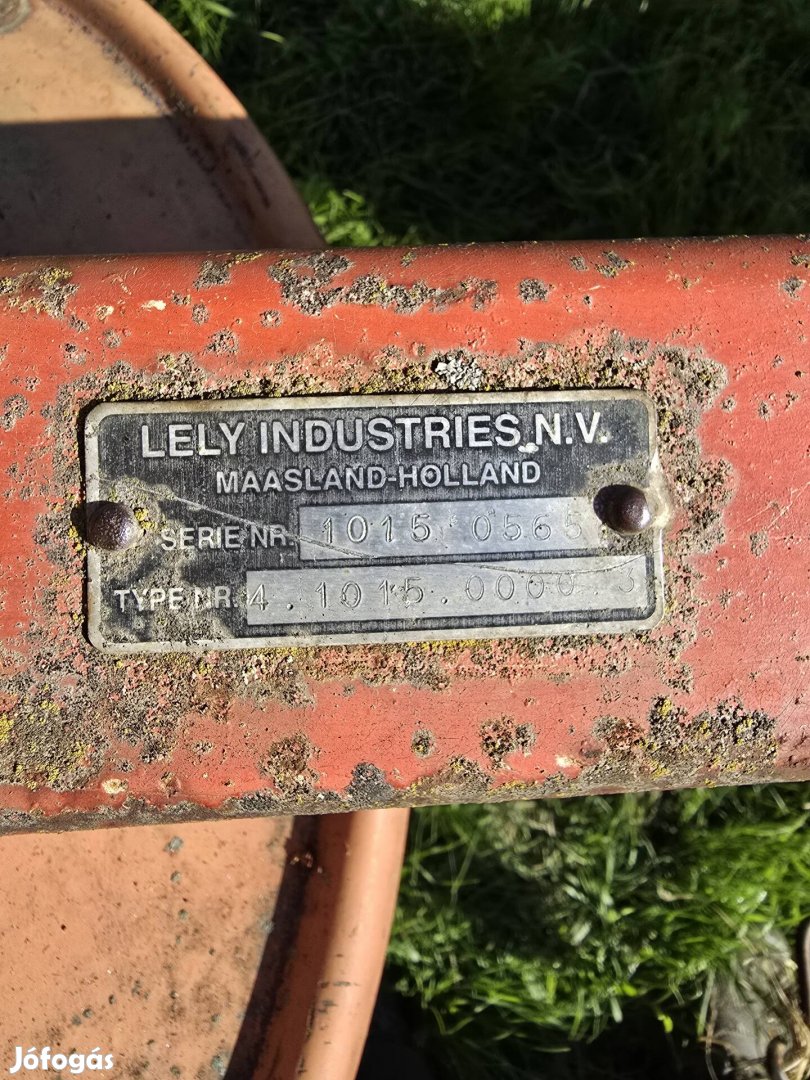 LELY INDUSTRIES N.V.
MAASLAND-HOLLAND
SERIE NR. 1015 0565
TYPE NR. 4.1015.0000.3
Jófogás